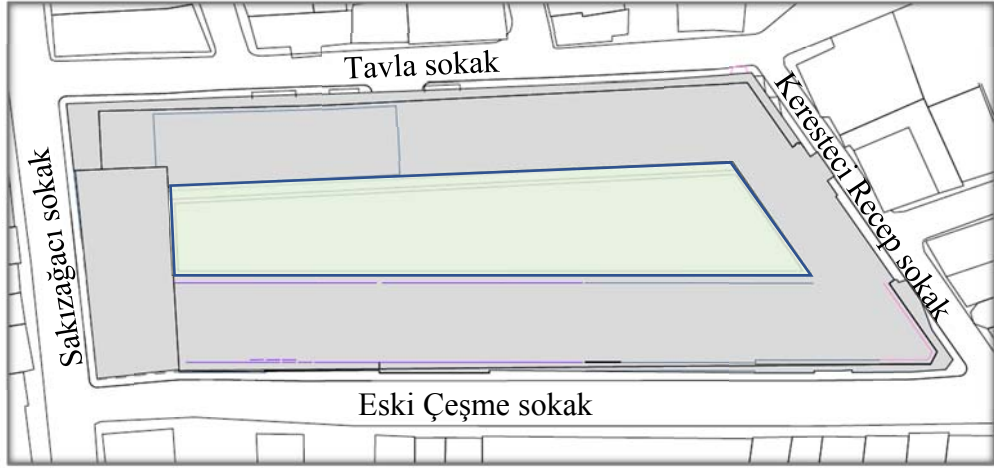 Tavla sokak
Keresteci Recep sokak
Sakızağacı sokak
Eski Çeşme sokak